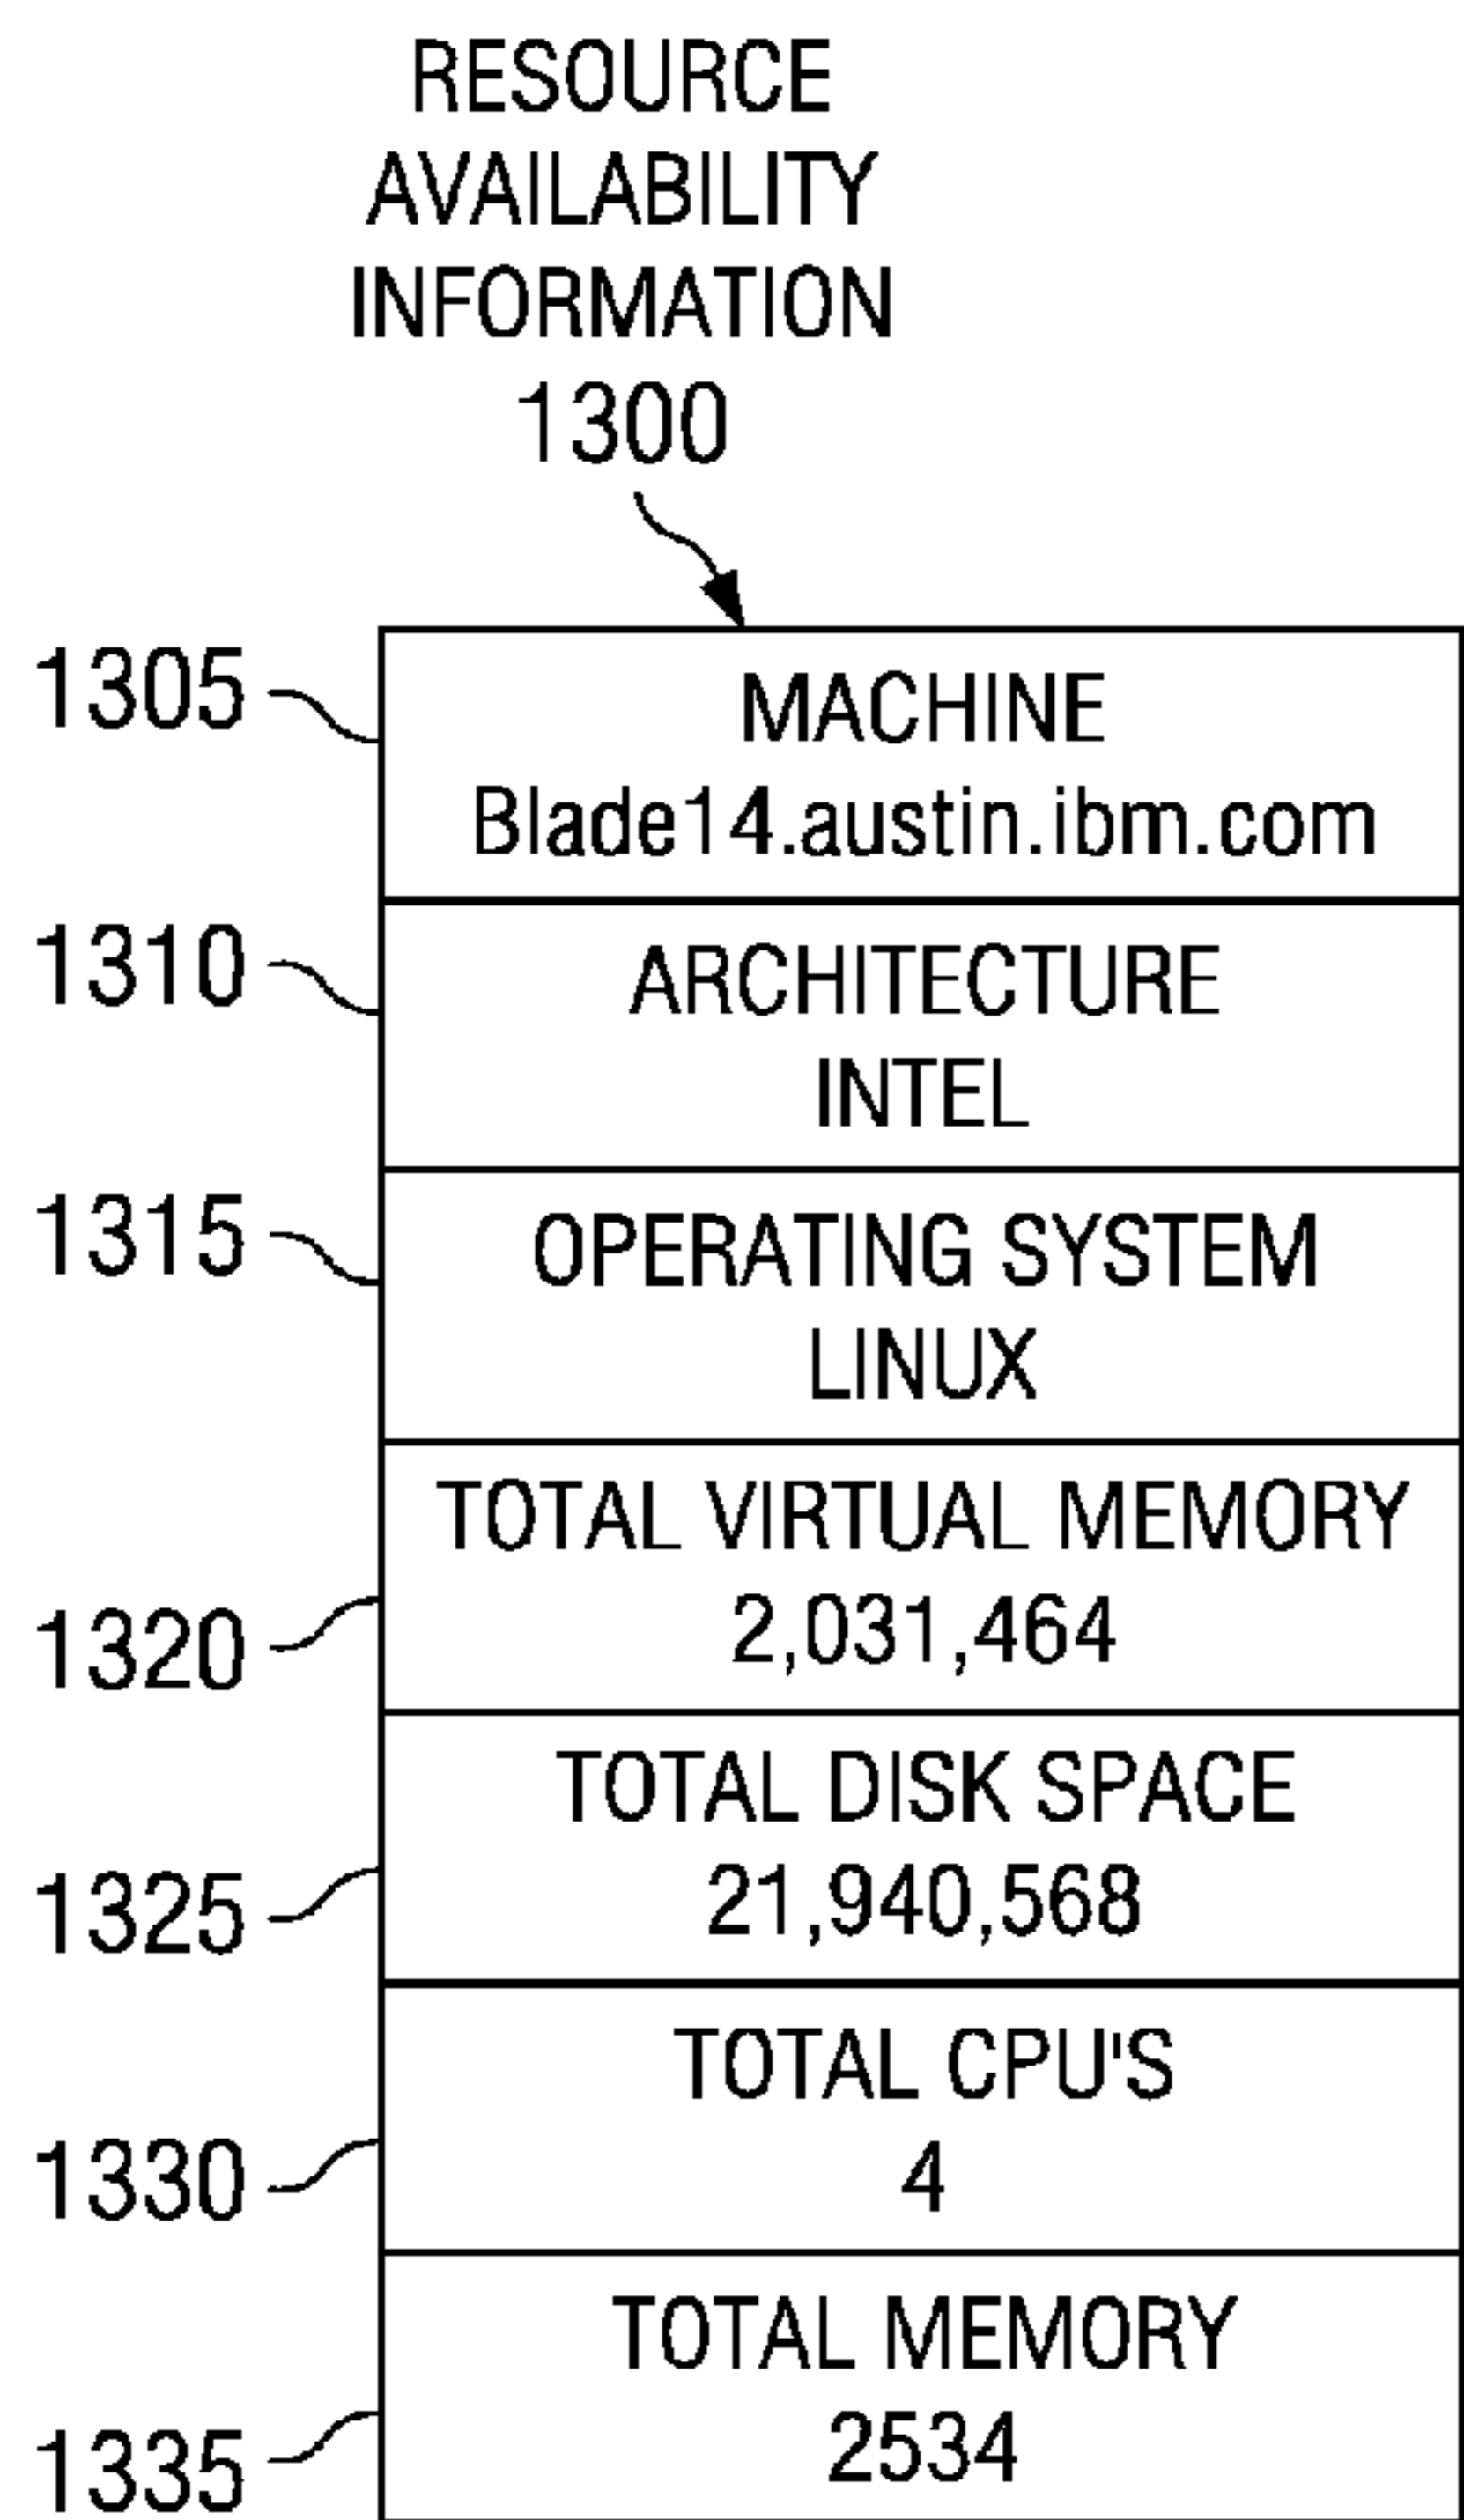 RESOURCE
AVAILABILITY
INFORMATION
1300
1305
MACHINE
Blade14.austin.ibm.com
1310
ARCHITECTURE
INTEL
1315
OPERATING SYSTEM
LINUX
1320
TOTAL VIRTUAL MEMORY
2,031,464
1325
TOTAL DISK SPACE
21,940,568
1330
TOTAL CPU'S
4
1335
TOTAL MEMORY
2534